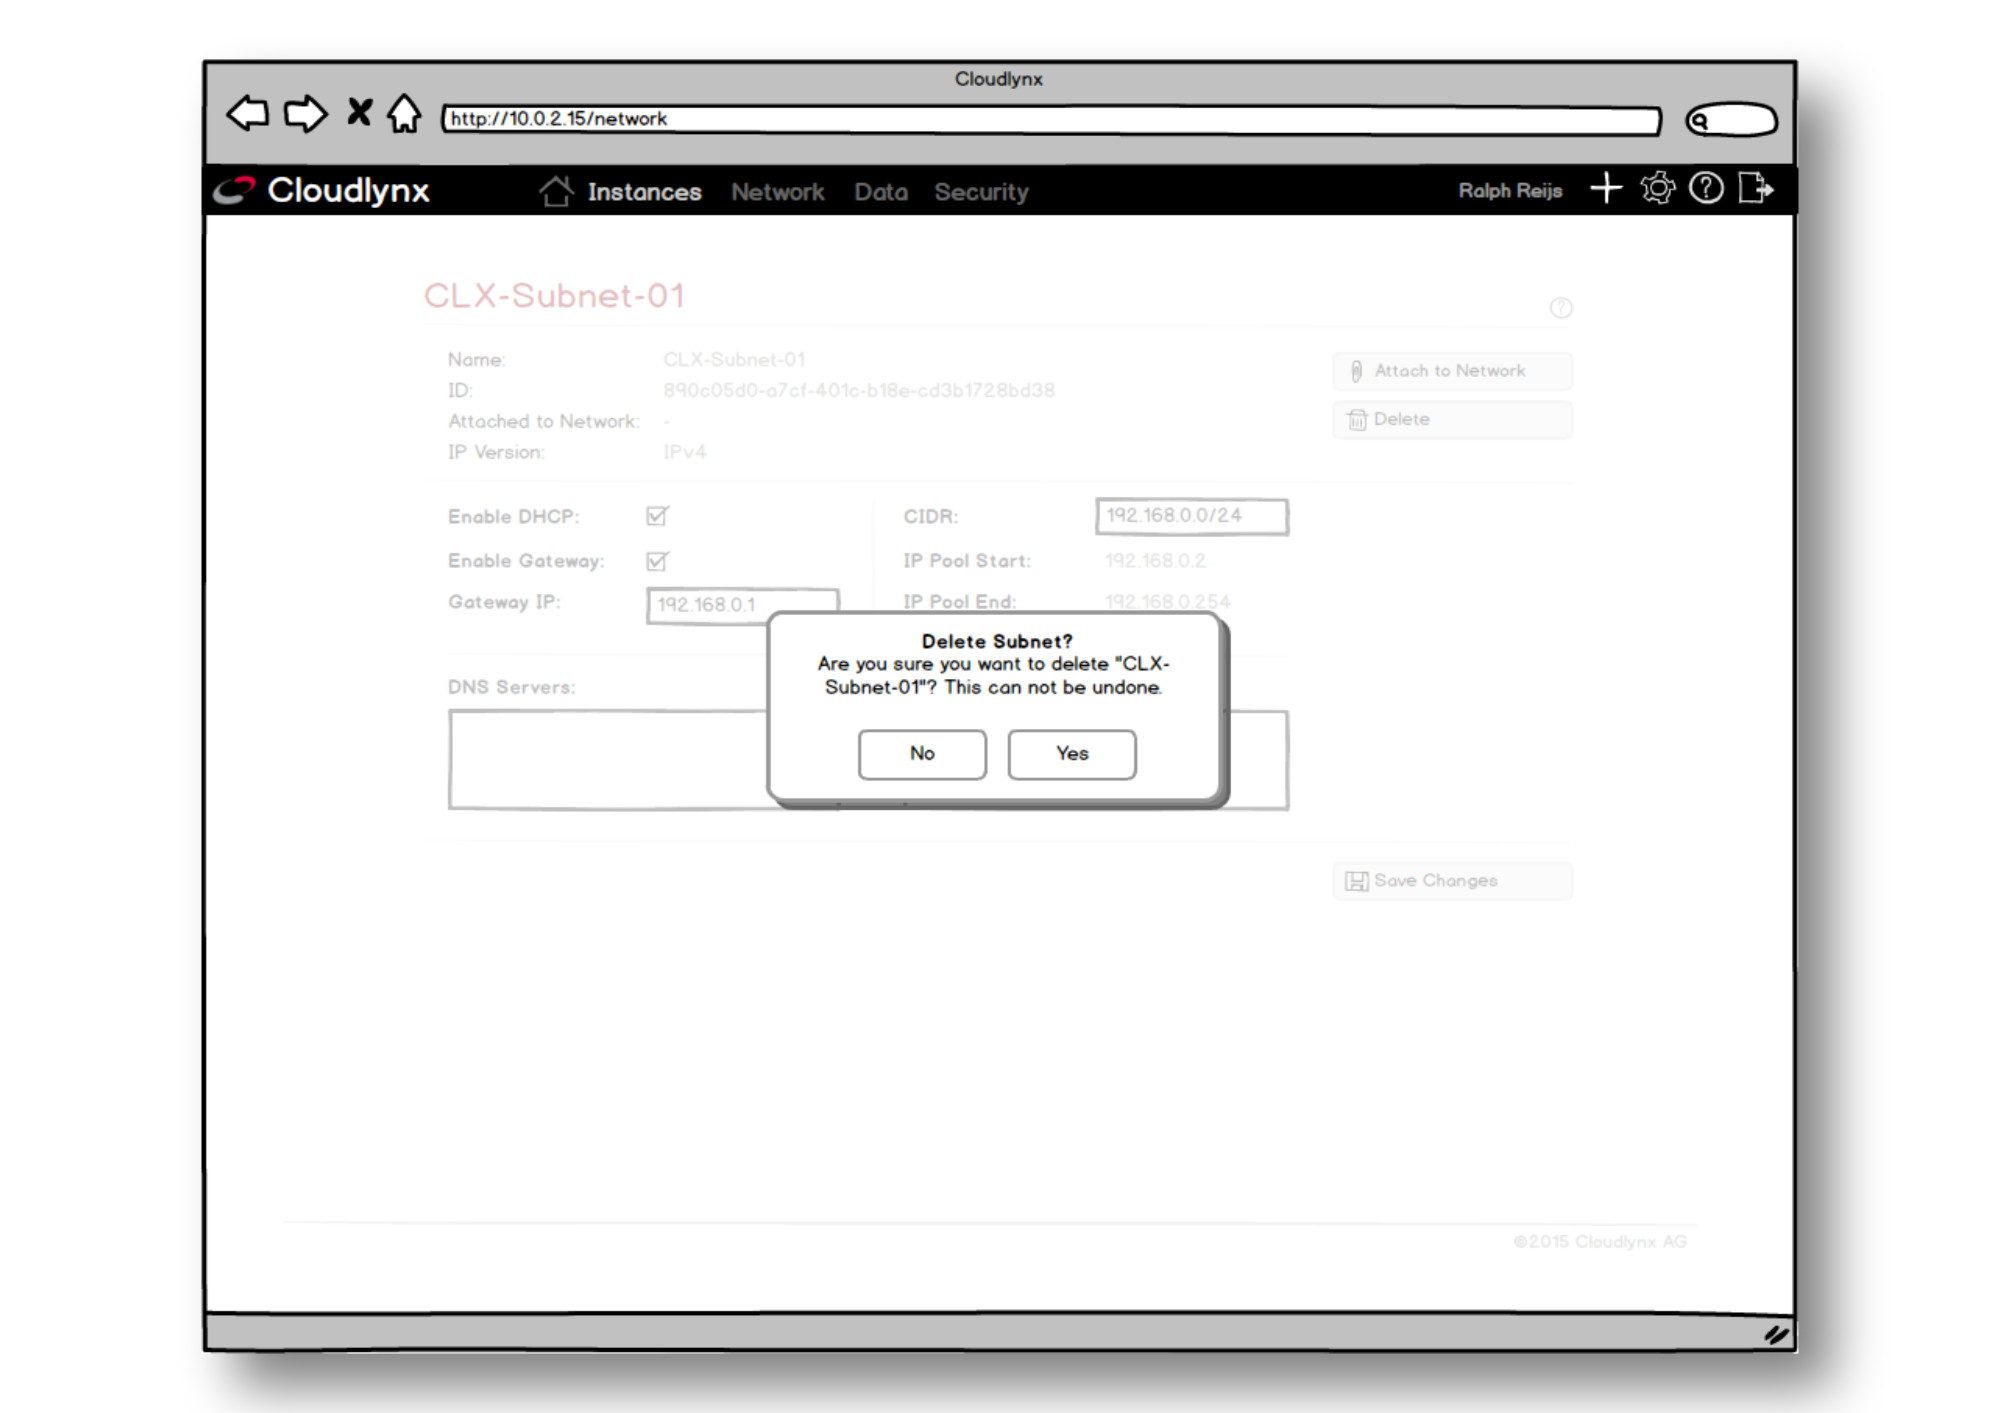 Cloudlynx
http://10.0.2.15/network
Cloudlynx Instances Network Data Security Ralph Reijs
CLX-Subnet-01
Name: CLX-Subnet-01
Attach to Network
ID: 890c05d0-a7cf-401c-b18e-cd3b1728bd38
Attached to Network: -
Delete
IP Version: IPv4
Enable DHCP: CIDR: 192.168.0.0/24
Enable Gateway: IP Pool Start: 192.168.0.2
Gateway IP: 192.168.0.1 IP Pool End: 192.168.0.254
Delete Subnet?
Are you sure you want to delete "CLX-
Subnet-01"? This can not be undone.
No Yes
DNS Servers:
Save Changes
©2015 Cloudlynx AG